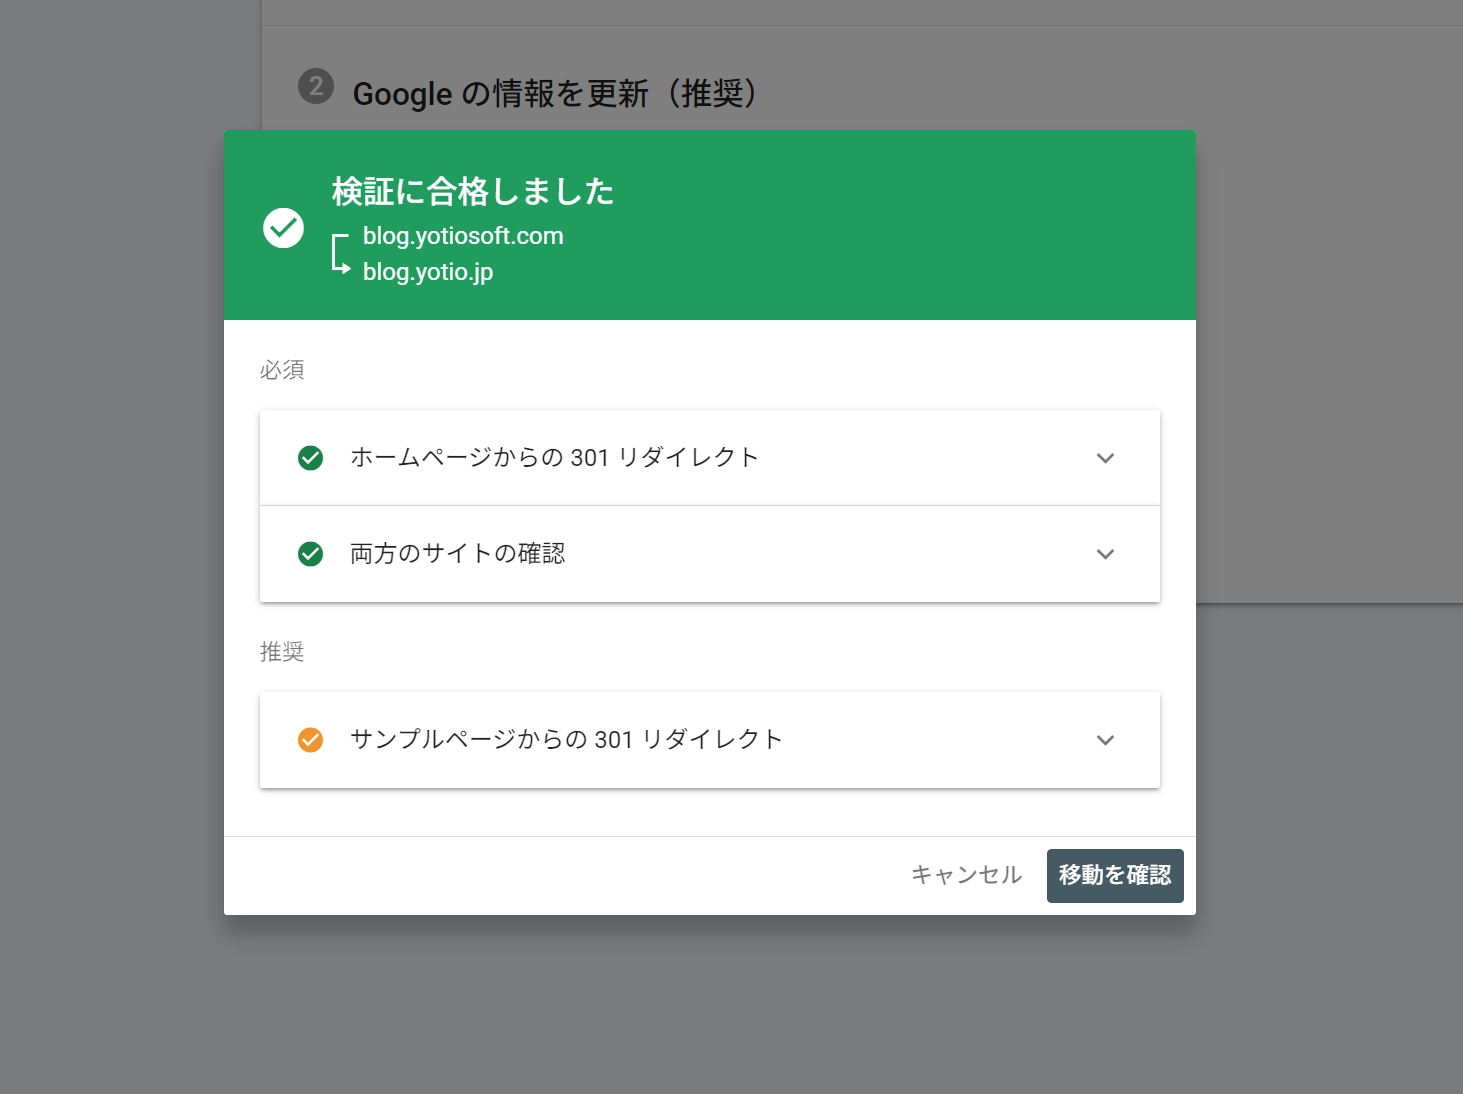 2
Google の情報を更新（推奨）
検証に合格しました
blog.yotiosoft.com
blog.yotio.jp
必須
ホームページからの 301 リダイレクト
両方のサイトの確認
推奨
サンプルページからの 301 リダイレクト
キャンセル
移動を確認